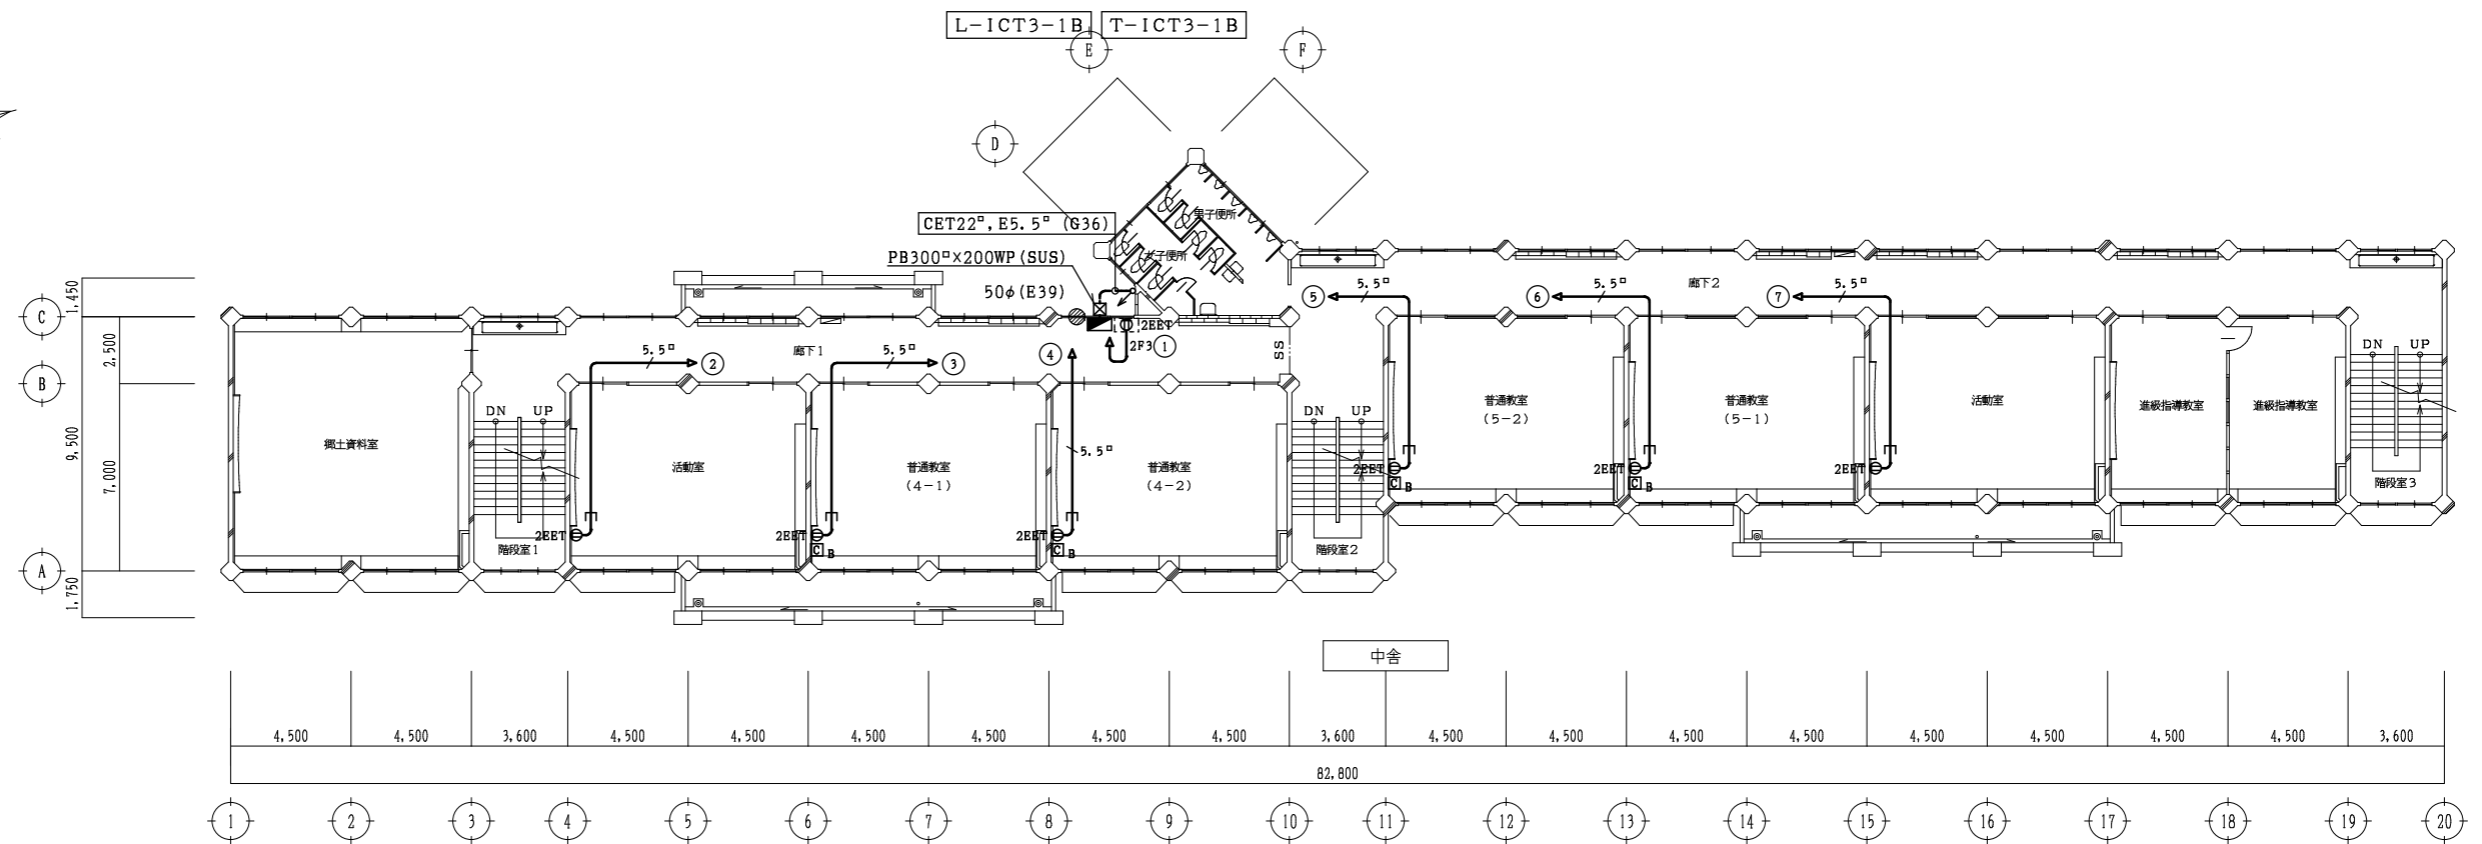 L-ICT3-1B T-ICT3-1B
E F
D
男子便所
CET22□,E5.5□ (G36)
女子便所
PB300□×200WP(SUS)
50φ(E39)
1,450
C
2,500
B
9,500
7,000
A
1,750
5 5.5□ 6 5.5□ 廊下2 7 5.5□
2EET
2F3 1
5.5□ 2 廊下1 5.5□ 3 4
SS
DN UP
DN UP
DN UP
郷土資料室
活動室
普通教室
(4-1)
5.5□
普通教室
(4-2)
普通教室
(5-2)
普通教室
(5-1)
活動室
進級指導教室
進級指導教室
2EET 2EET 2EET
C B C B
階段室3
2EET 2EET 2EET
C B C B
階段室1
階段室2
中舎
4,500 4,500 3,600 4,500 4,500 4,500 4,500 4,500 4,500 3,600 4,500 4,500 4,500 4,500 4,500 4,500 4,500 4,500 3,600
82,800
1 2 3 4 5 6 7 8 9 10 11 12 13 14 15 16 17 18 19 20